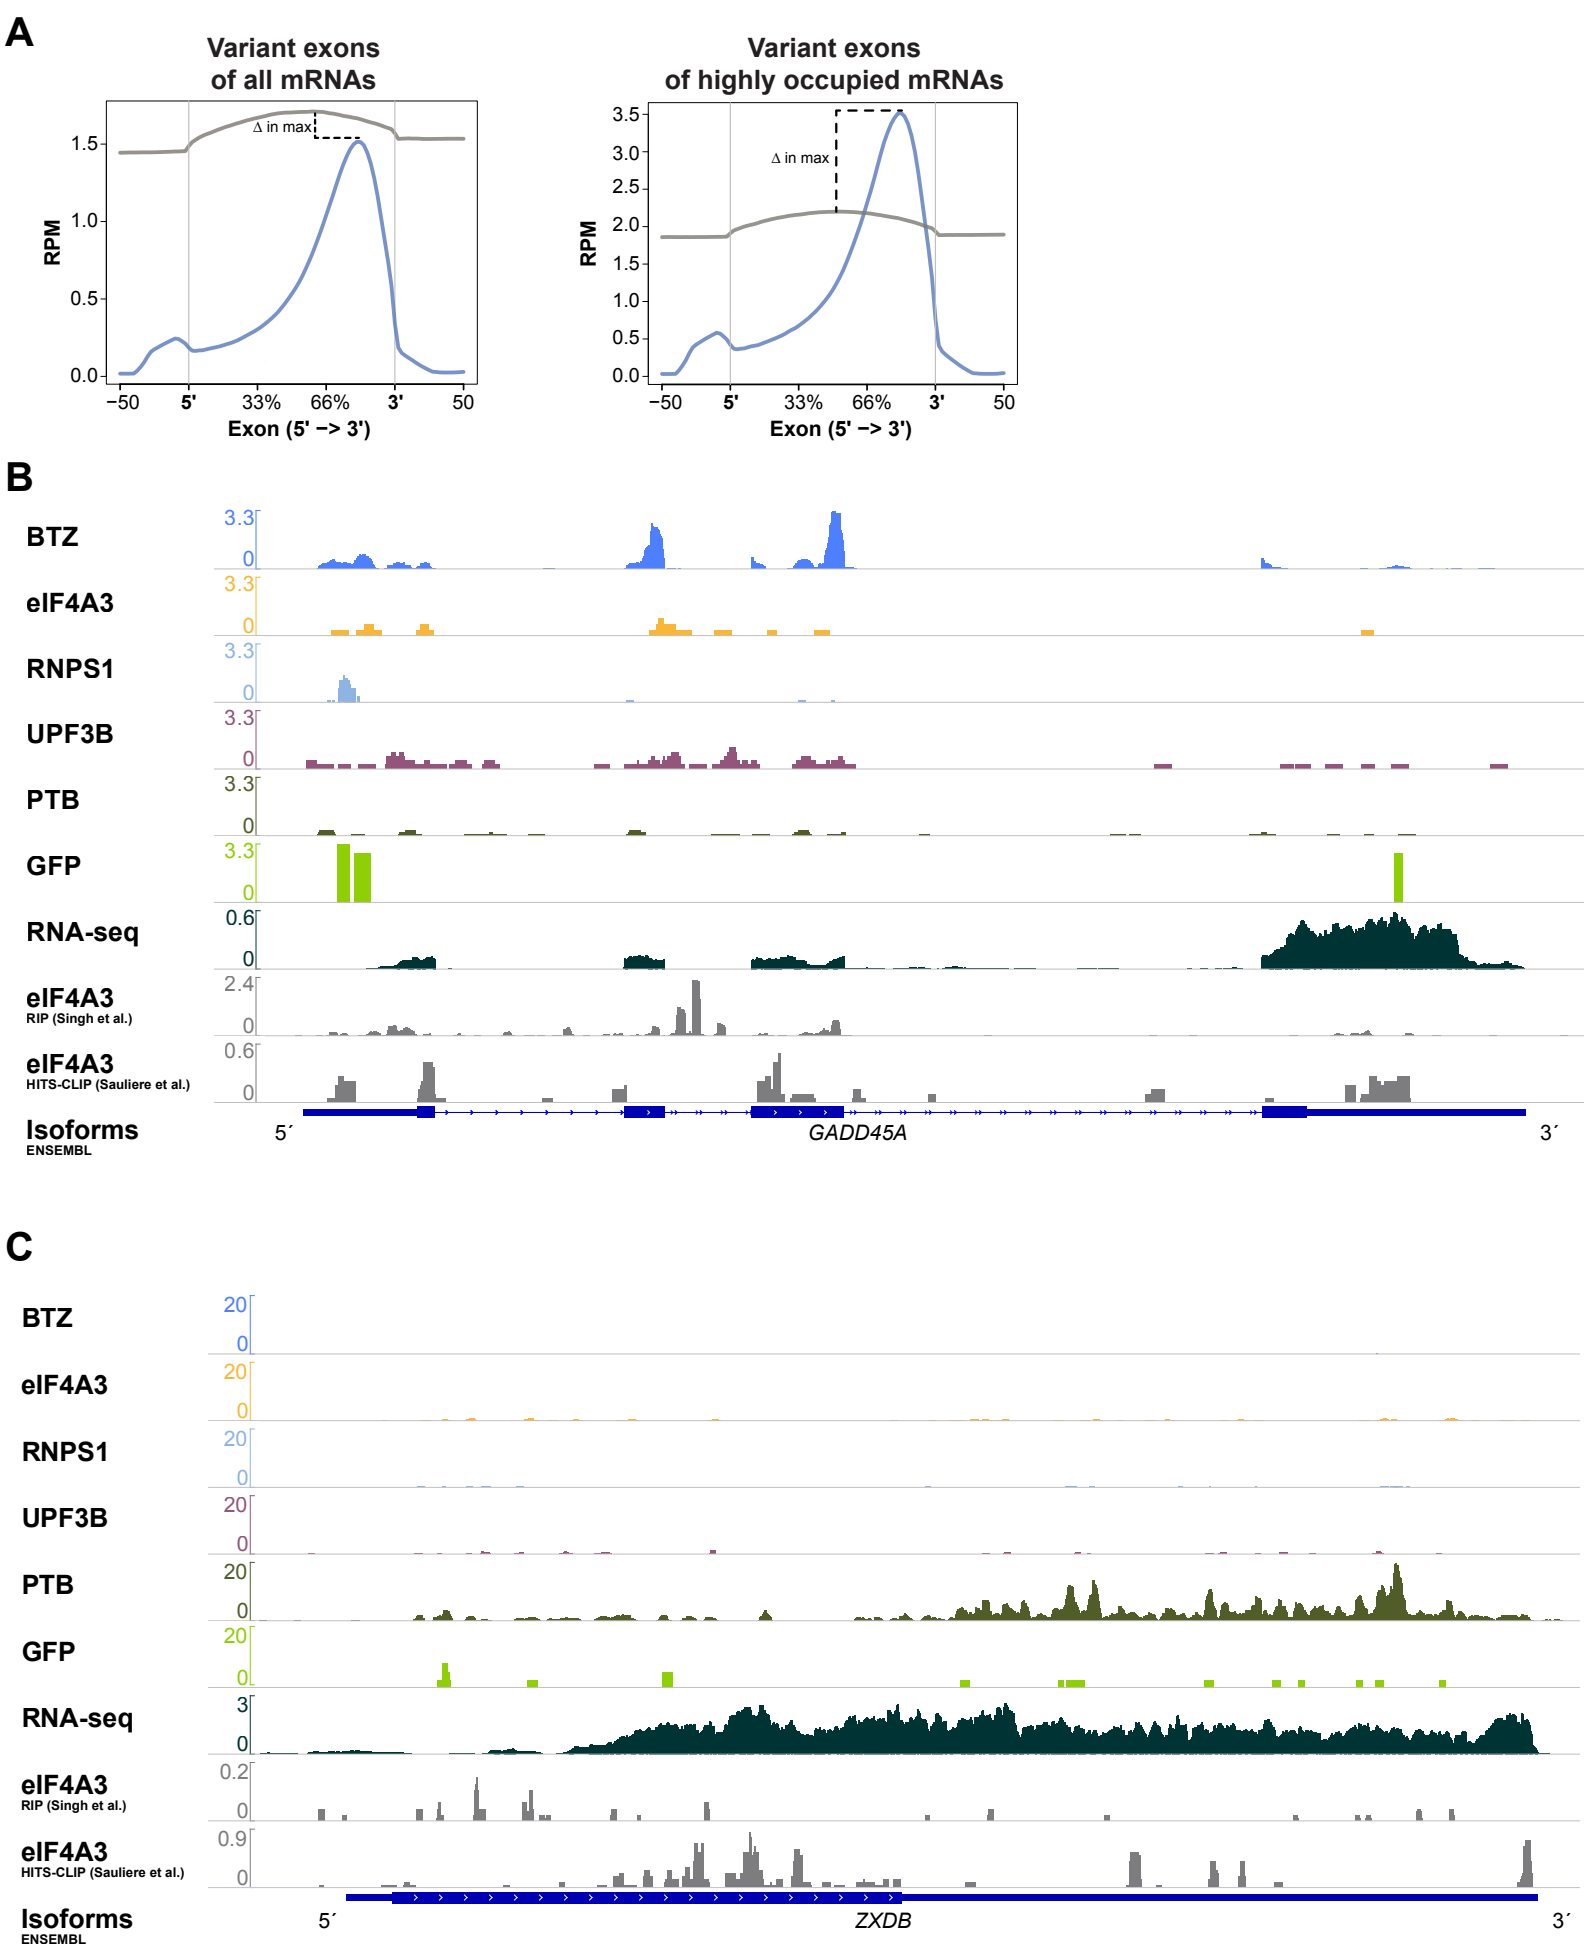 A
Variant exons
of all mRNAs
Variant exons
of highly occupied mRNAs
Δ in max
1.5
1.0
0.5
0.0
RPM
−50 5' 33% 66% 3' 50
Exon (5' −> 3')
Δ in max
3.5
3.0
2.5
2.0
1.5
1.0
0.5
0.0
RPM
−50 5' 33% 66% 3' 50
Exon (5' −> 3')
B
BTZ
3.3
0
eIF4A3
3.3
0
RNPS1
3.3
0
UPF3B
3.3
0
PTB
3.3
0
GFP
3.3
0
RNA-seq
0.6
0
eIF4A3
RIP (Singh et al.)
2.4
0
eIF4A3
HITS-CLIP (Sauliere et al.)
0.6
0
Isoforms
ENSEMBL
5´ GADD45A 3´
C
BTZ
20
0
eIF4A3
20
0
RNPS1
20
0
UPF3B
20
0
PTB
20
0
GFP
20
0
RNA-seq
3
0
eIF4A3
RIP (Singh et al.)
0.2
0
eIF4A3
HITS-CLIP (Sauliere et al.)
0.9
0
Isoforms
ENSEMBL
5´ ZXDB 3´